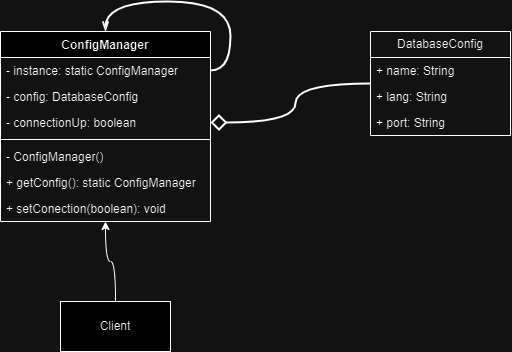 ConfigManager
- instance: static ConfigManager
- config: DatabaseConfig
- connectionUp: boolean
- ConfigManager()
+ getConfig(): static ConfigManager
+ setConection(boolean): void
DatabaseConfig
+ name: String
+ lang: String
+ port: String
Client